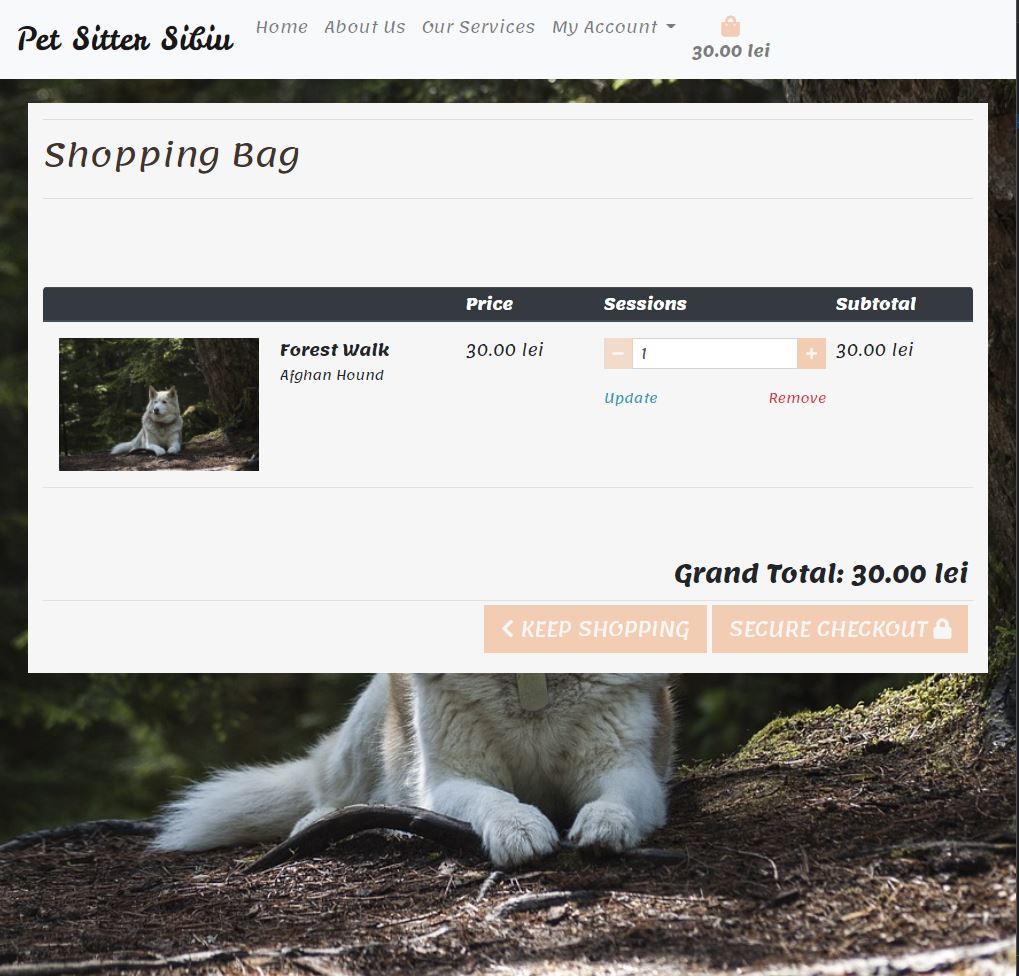 Pet Sitter Sibiu
Home About Us Our Services My Account
30.00 lei
Shopping Bag
Price Sessions Subtotal
Forest Walk 30.00 lei − 1 + 30.00 lei
Afghan Hound
Update Remove
Grand Total: 30.00 lei
KEEP SHOPPING SECURE CHECKOUT